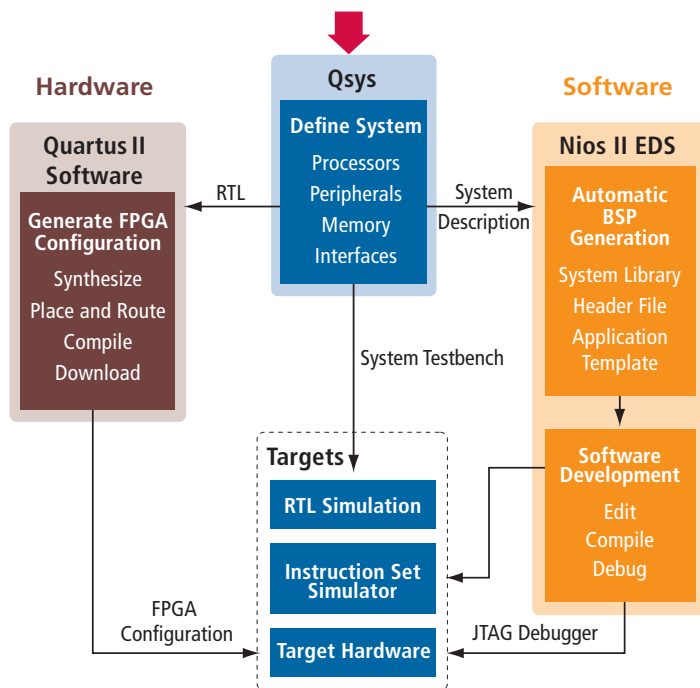 Hardware
Quartus II
Software
Generate FPGA
Configuration
Synthesize
Place and Route
Compile
Download
RTL
Qsys
Define System
Processors
Peripherals
Memory
Interfaces
System
Description
Software
Nios II EDS
Automatic
BSP
Generation
System Library
Header File
Application
Template
Software
Development
Edit
Compile
Debug
System Testbench
Targets
RTL Simulation
Instruction Set
Simulator
Target Hardware
FPGA
Configuration
JTAG Debugger